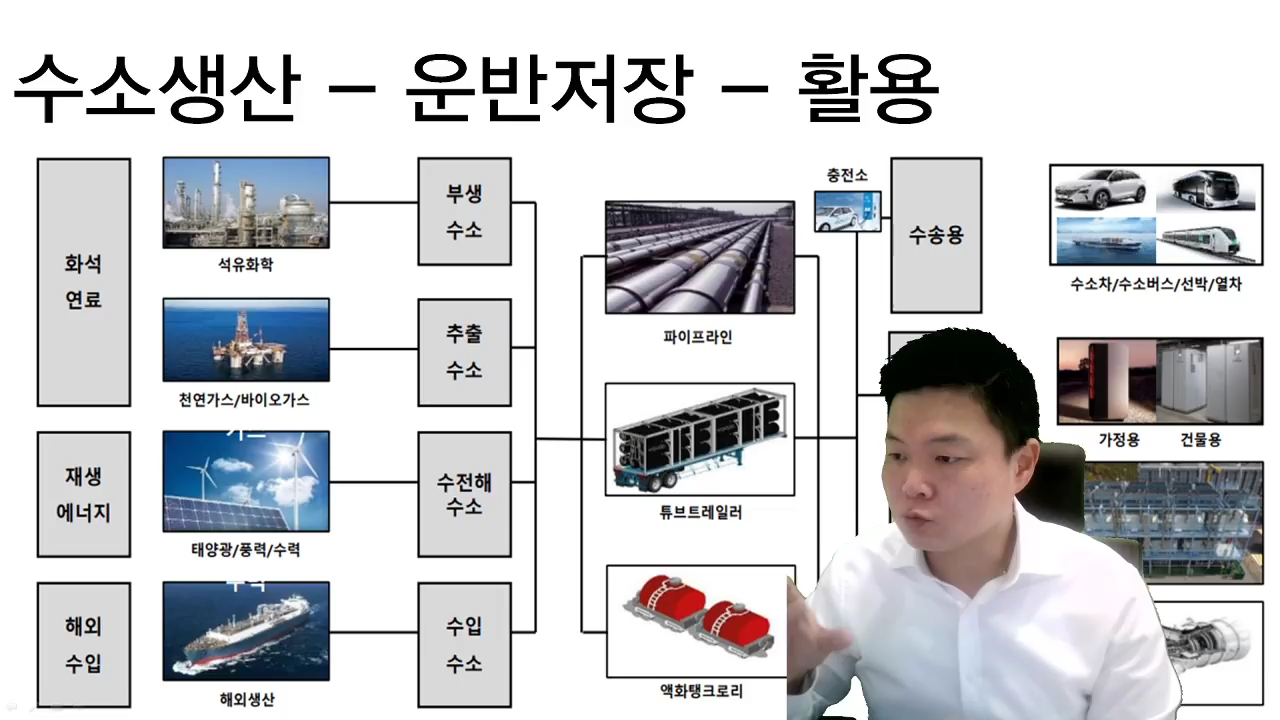 수소생산 – 운반저장 – 활용
화석
연료
석유화학
부생
수소
천연가스/바이오가스
추출
수소
재생
에너지
태양광/풍력/수력
수전해
수소
해외
수입
해외생산
수입
수소
파이프라인
튜브트레일러
액화탱크로리
충전소
수송용
수소차/수소버스/선박/열차
가정용
건물용